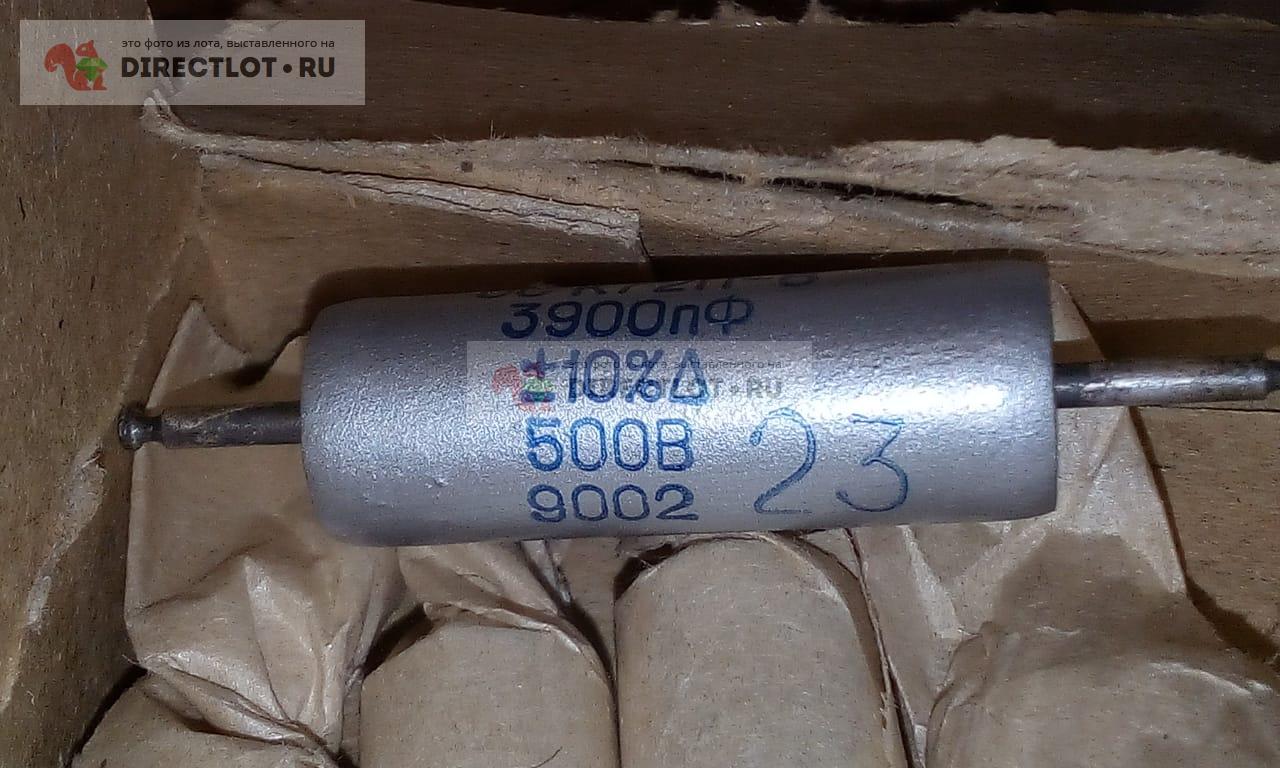 это фото из лота, выставленного на
DIRECTLOT•RU
3900пФ
±10%Δ
500В
9002
23